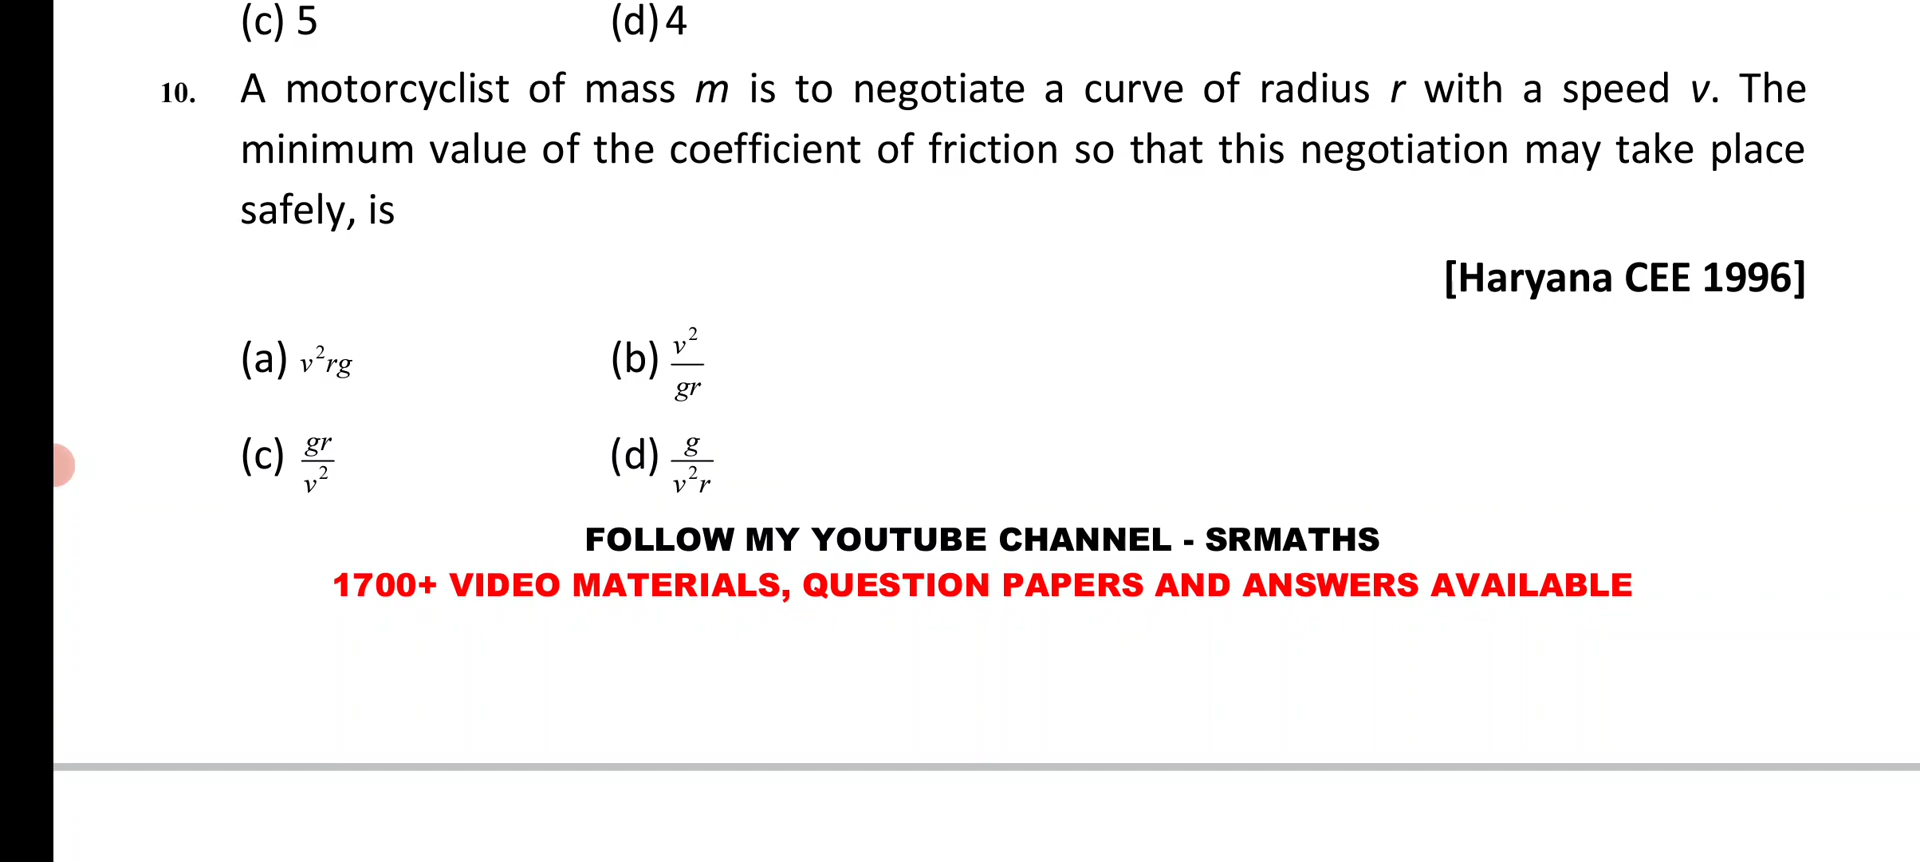 (c) 5 (d) 4
10. A motorcyclist of mass m is to negotiate a curve of radius r with a speed v. The
minimum value of the coefficient of friction so that this negotiation may take place
safely, is
[Haryana CEE 1996]
(a) v²rg (b) v²/gr
(c) gr/v² (d) g/v²r
FOLLOW MY YOUTUBE CHANNEL - SRMATHS
1700+ VIDEO MATERIALS, QUESTION PAPERS AND ANSWERS AVAILABLE